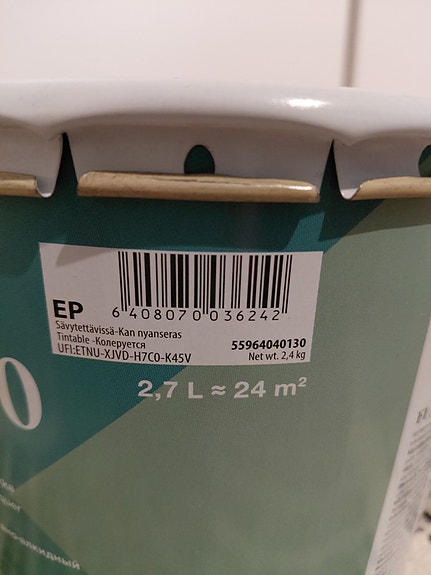 6 408070 036242
EP
Sävytettävissä-Kan nyanseras
Tintable -Колеруется
UFI:ETNU-XJVD-H7C0-K45V
55964040130
Net wt. 2,4 kg
2,7 L ≈ 24 m²
0